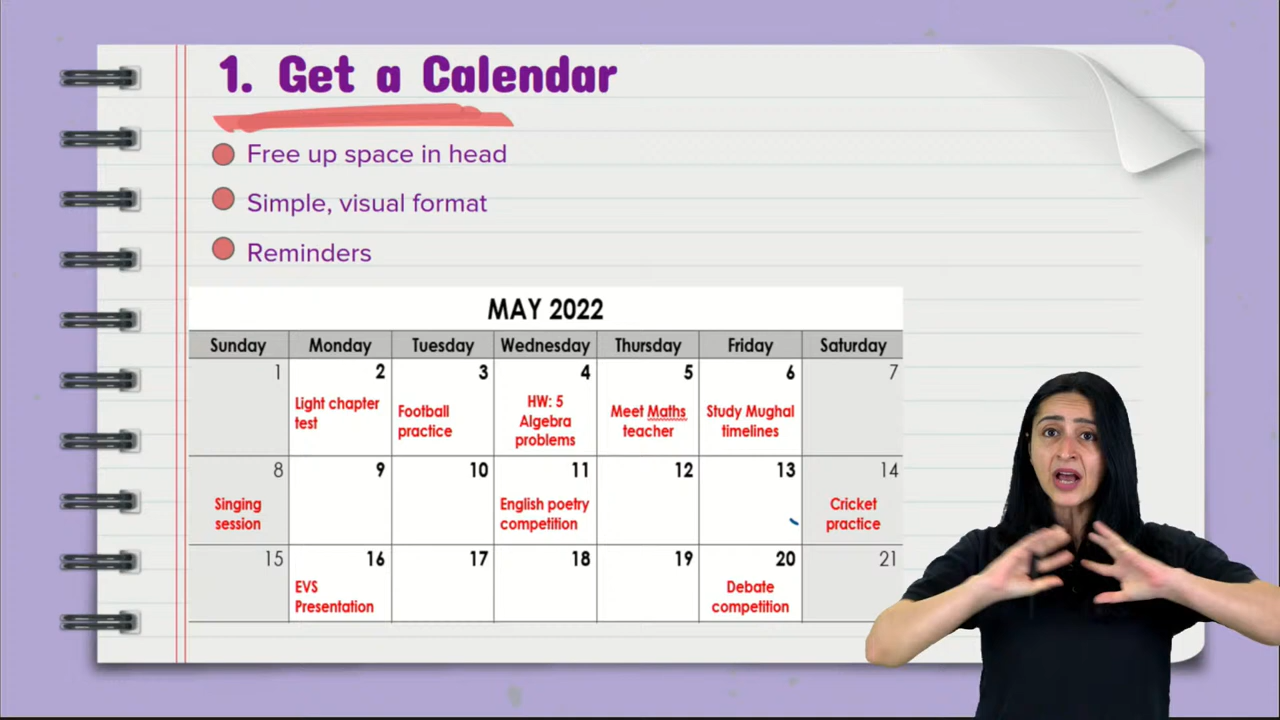 1. Get a Calendar
Free up space in head
Simple, visual format
Reminders
MAY 2022
Sunday Monday Tuesday Wednesday Thursday Friday Saturday
1 2 3 4 5 6 7
Light chapter
test
Football
practice
HW: 5
Algebra
problems
Meet Maths
teacher
Study Mughal
timelines
8 9 10 11 12 13 14
Singing
session
English poetry
competition
Cricket
practice
15 16 17 18 19 20 21
EVS
Presentation
Debate
competition